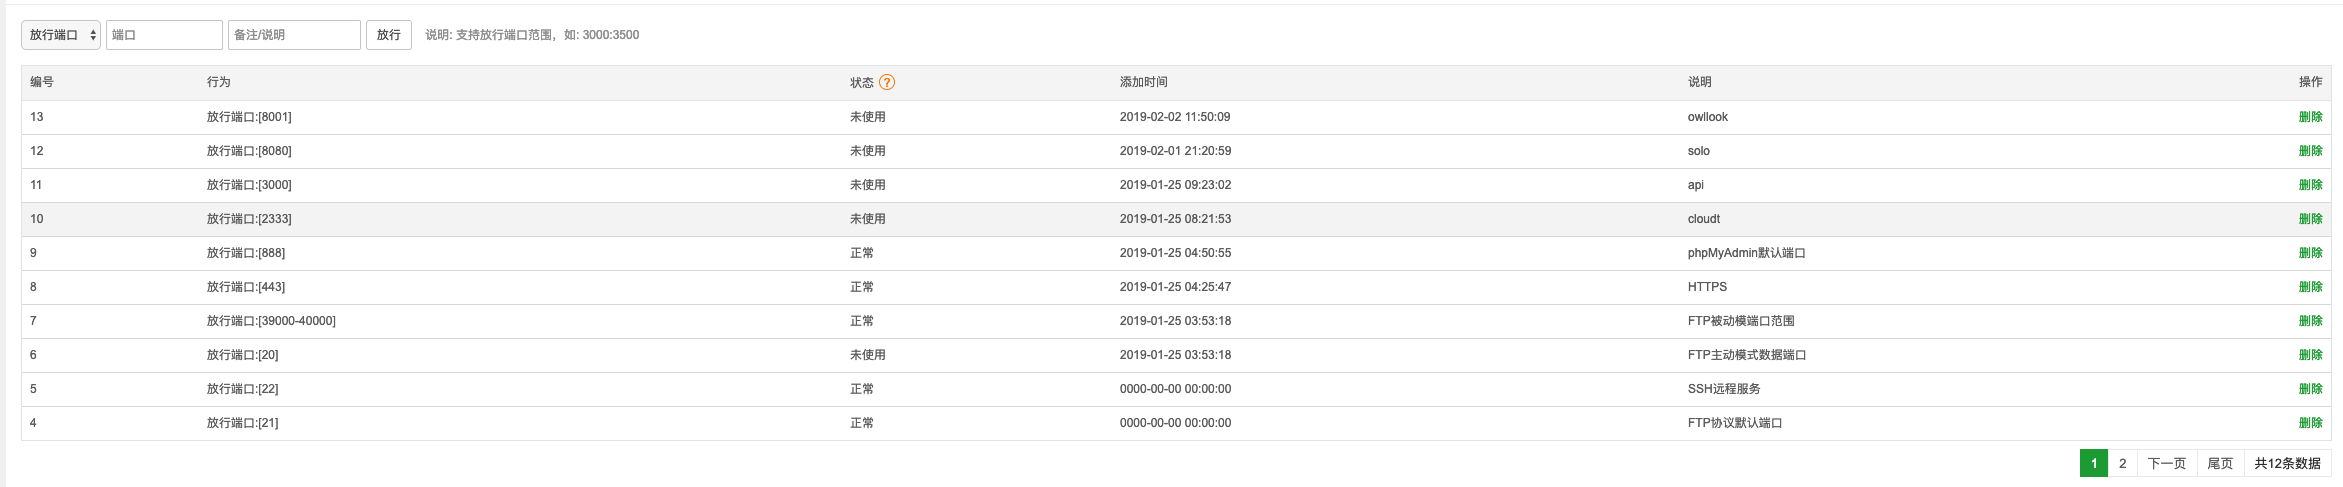 放行端口 端口 备注/说明 放行 说明: 支持放行端口范围，如: 3000:3500
编号 行为 状态 ? 添加时间 说明 操作
13 放行端口:[8001] 未使用 2019-02-02 11:50:09 owllook 删除
12 放行端口:[8080] 未使用 2019-02-01 21:20:59 solo 删除
11 放行端口:[3000] 未使用 2019-01-25 09:23:02 api 删除
10 放行端口:[2333] 未使用 2019-01-25 08:21:53 cloudt 删除
9 放行端口:[888] 正常 2019-01-25 04:50:55 phpMyAdmin默认端口 删除
8 放行端口:[443] 正常 2019-01-25 04:25:47 HTTPS 删除
7 放行端口:[39000-40000] 正常 2019-01-25 03:53:18 FTP被动模端口范围 删除
6 放行端口:[20] 未使用 2019-01-25 03:53:18 FTP主动模式数据端口 删除
5 放行端口:[22] 正常 0000-00-00 00:00:00 SSH远程服务 删除
4 放行端口:[21] 正常 0000-00-00 00:00:00 FTP协议默认端口 删除
1 2 下一页 尾页 共12条数据